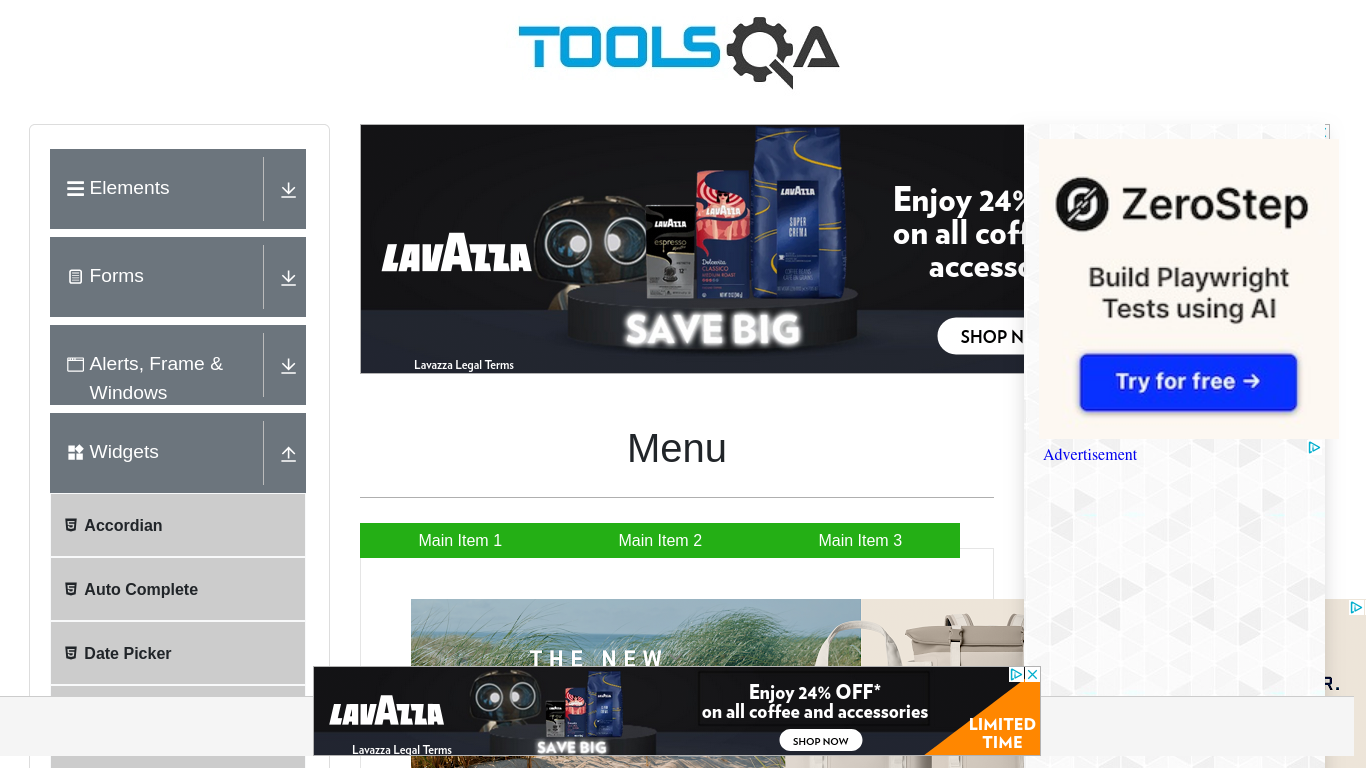 TOOLSQA
Elements
Forms
Alerts, Frame &
Windows
Widgets
Accordian
Auto Complete
Date Picker
LAVAZZA
LAVAZZA
espresso
LAVAZZA
Dolcevita
CLASSICO
MEDIUM ROAST
LAVAZZA
SUPER
CREMA
Enjoy 24%
on all coff
accesso
SAVE BIG
SHOP N
Lavazza Legal Terms
ZeroStep
Build Playwright
Tests using AI
Try for free →
Advertisement
Menu
Main Item 1
Main Item 2
Main Item 3
THE NEW
R.
LAVAZZA
Enjoy 24% OFF*
on all coffee and accessories
SHOP NOW
SAVE BIG
Lavazza Legal Terms
LIMITED
TIME